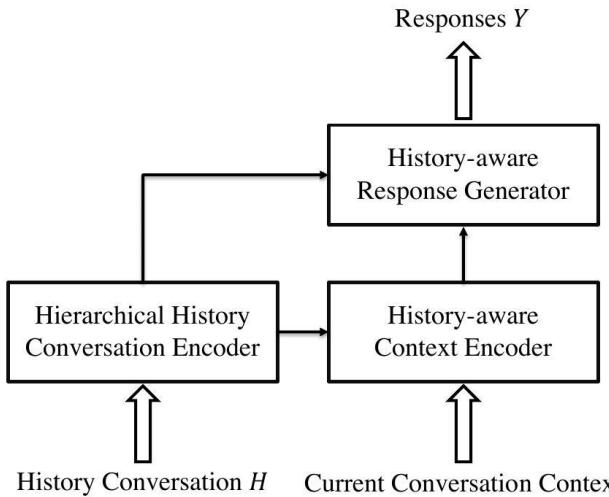 Responses Y
History-aware
Response Generator
Hierarchical History
Conversation Encoder
History-aware
Context Encoder
History Conversation H
Current Conversation Contex